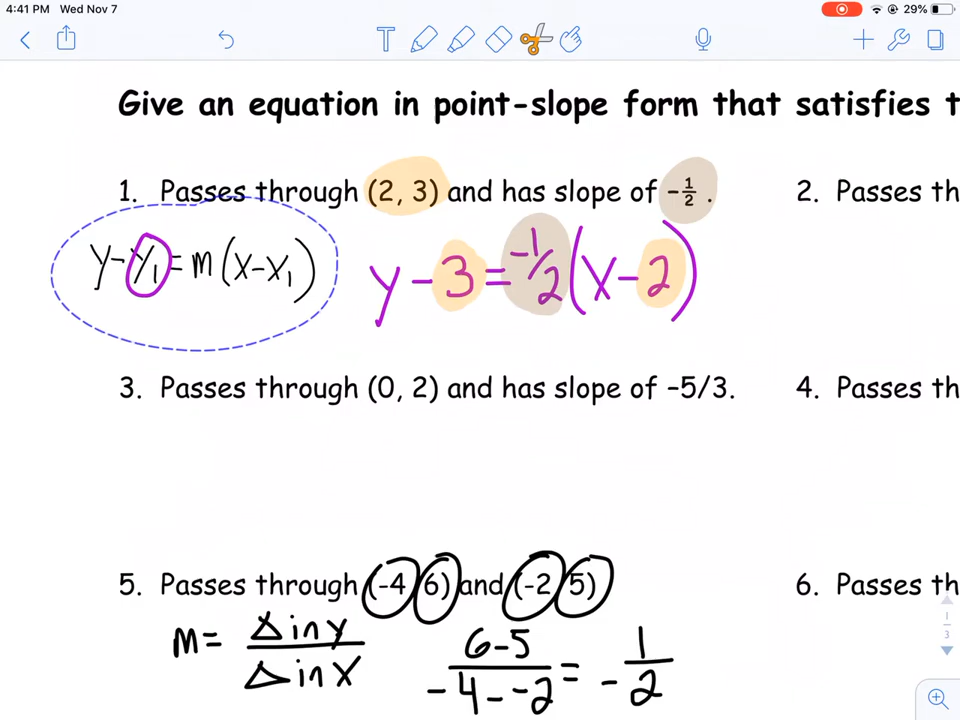 4:41 PM Wed Nov 7 29%
T
Give an equation in point-slope form that satisfies t
1. Passes through (2, 3) and has slope of -1/2. 2. Passes th
y-y₁=m(x-x₁) y-3=-1/2(x-2)
3. Passes through (0, 2) and has slope of -5/3. 4. Passes th
5. Passes through (-4, 6) and (-2, 5) 6. Passes th
m= Δ in y / Δ in x 6-5 / -4--2 = -1/2
1
3